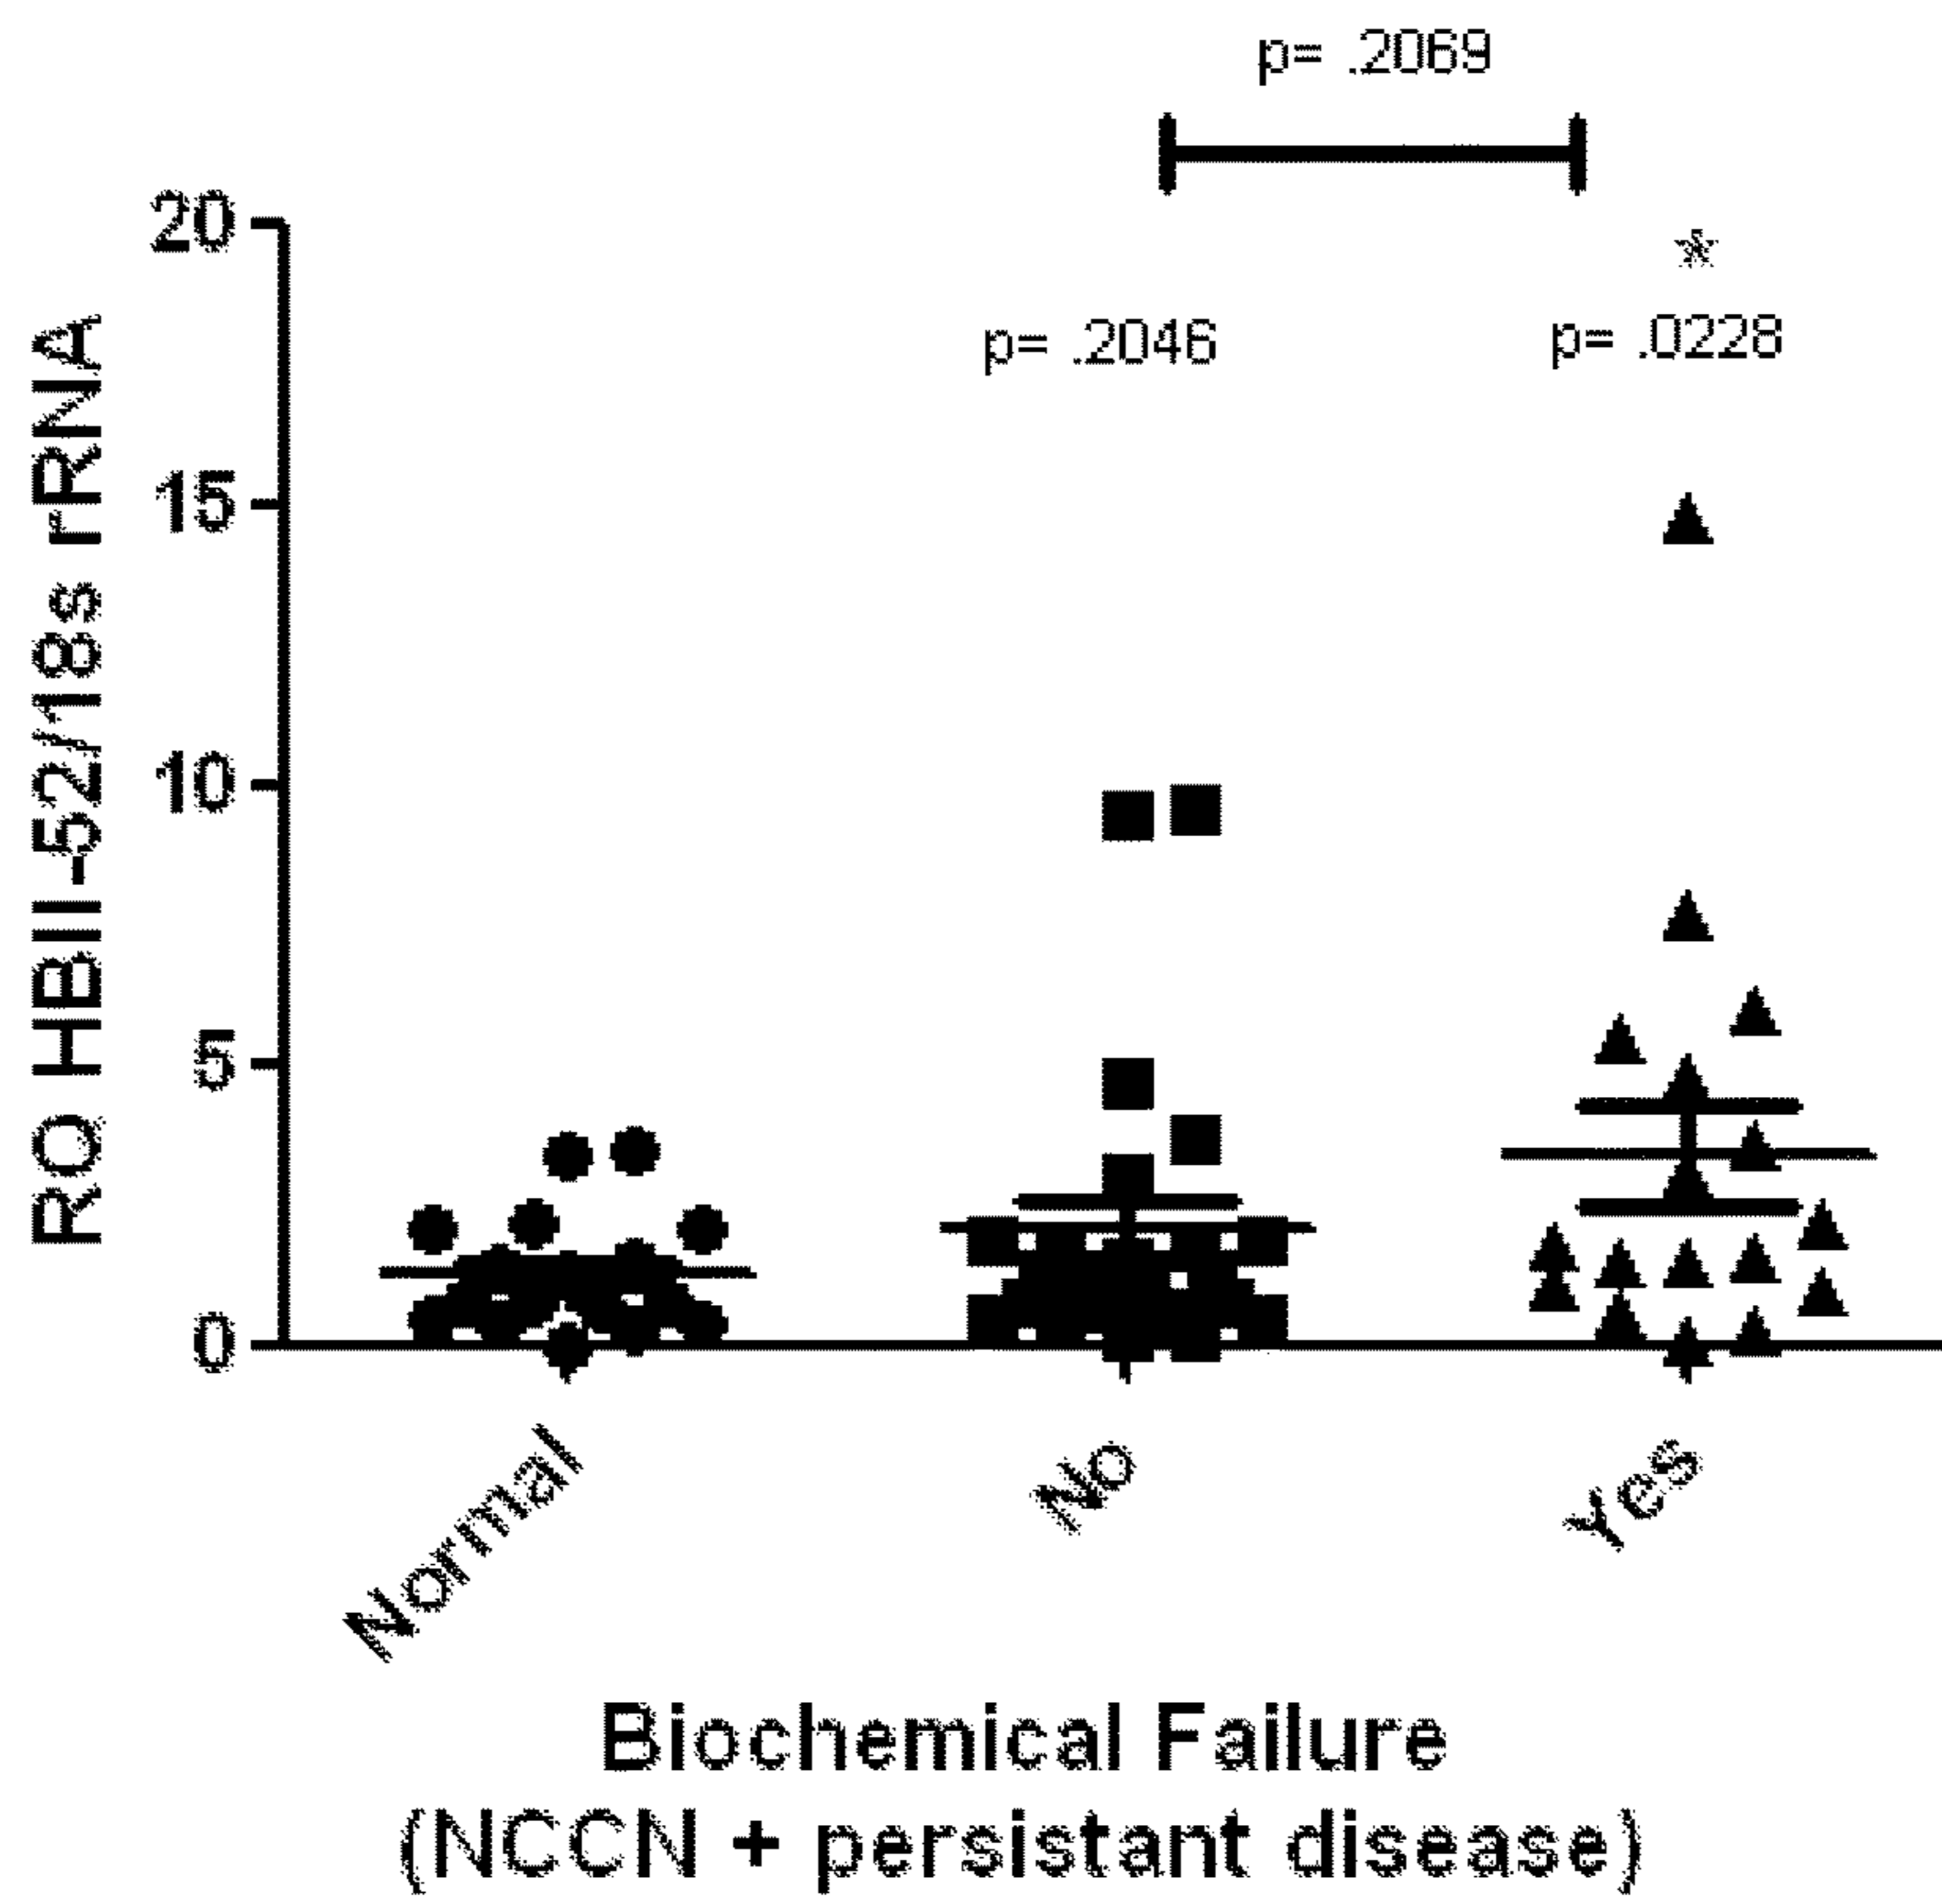 p= .2069
*
p= .2046
p= .0228
RQ HBII-52/18s rRNA
20
15
10
5
0
Normal
No
Yes
Biochemical Failure
(NCCN + persistant disease)